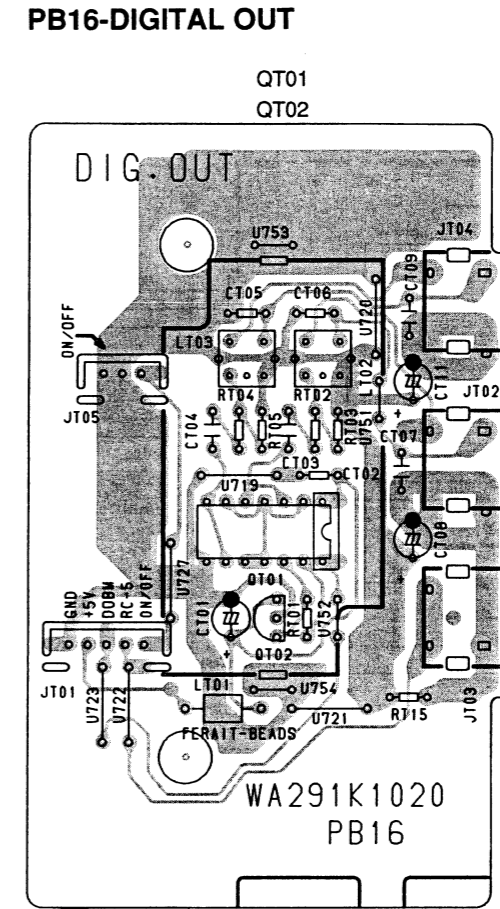 PB16-DIGITAL OUT
QT01
QT02
DIG.OUT
U753
JT04
CT09
CT05
CT06
U720
ON/OFF
LT03
LT02
CT11
RT04
RT02
JT02
JT05
CT04
RT05
RT03
U751
CT07
CT03
CT02
U719
CT08
U727
QT01
GND
+5V
DOBM
RC-5
ON/OFF
CT01
RT01
U752
QT02
JT01
U723
U722
LT01
U754
U721
RT15
JT03
FERAIT-BEADS
WA291K1020
PB16